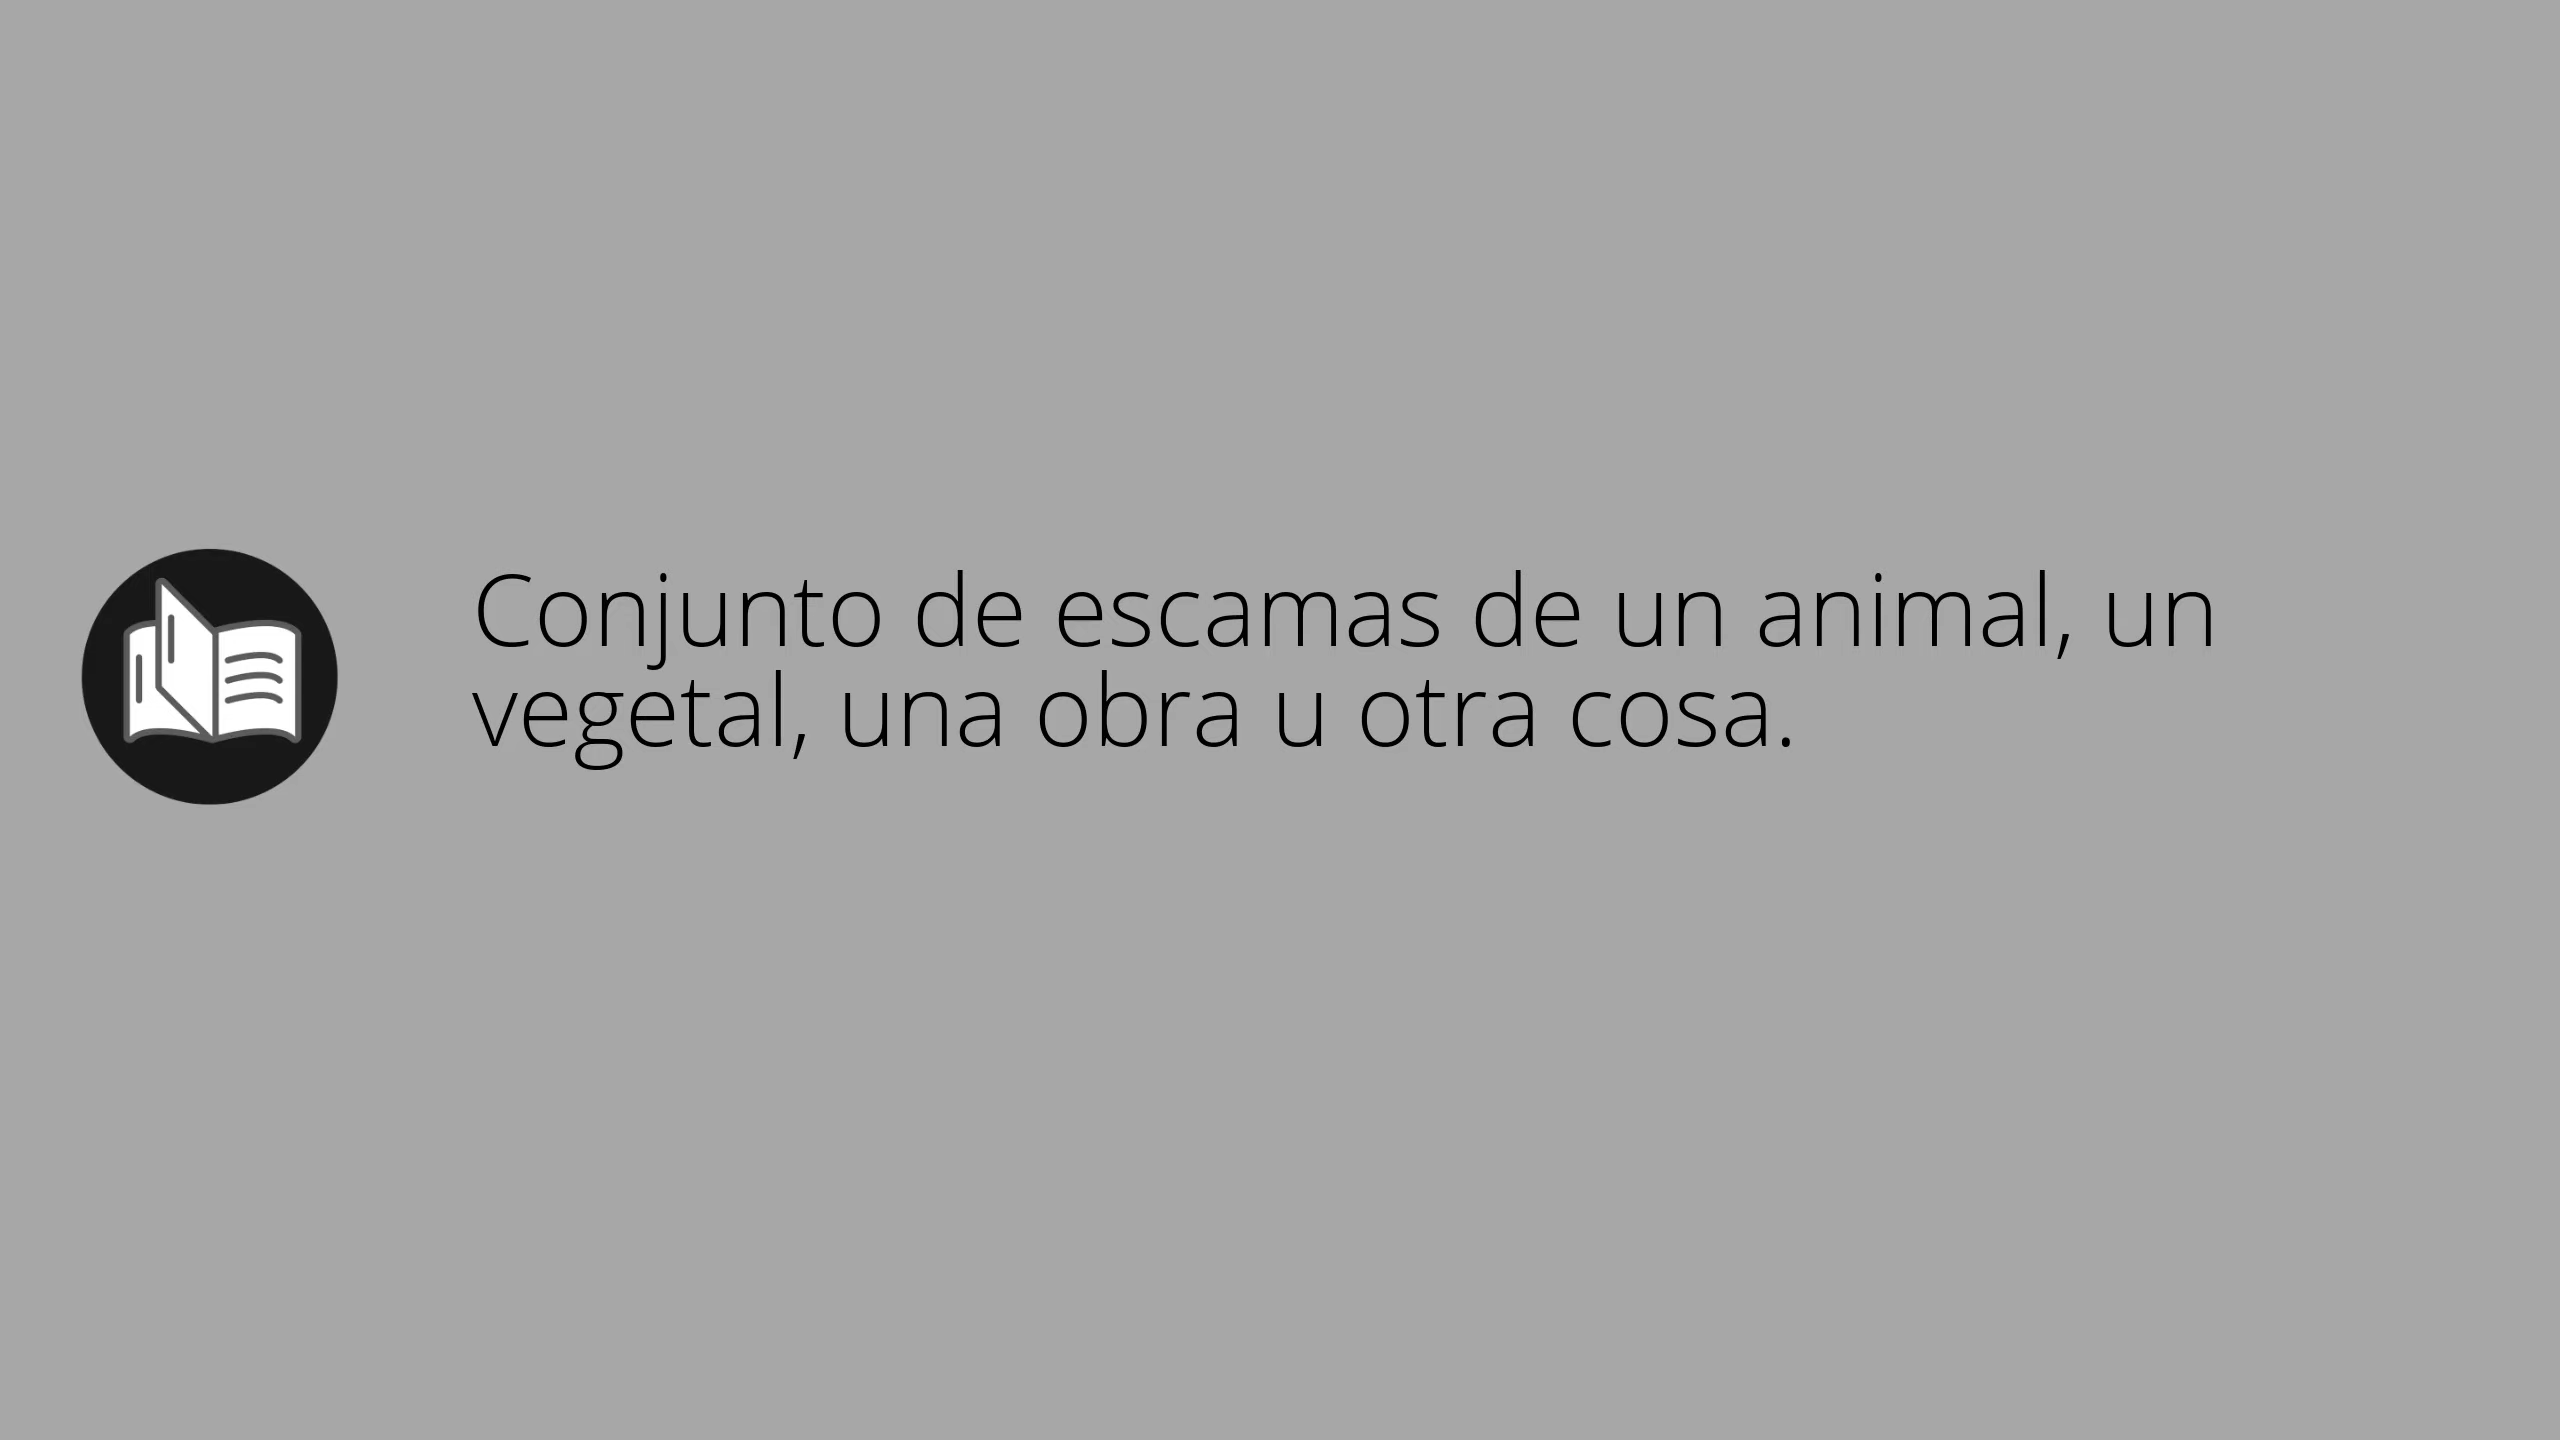 Conjunto de escamas de un animal, un
vegetal, una obra u otra cosa.